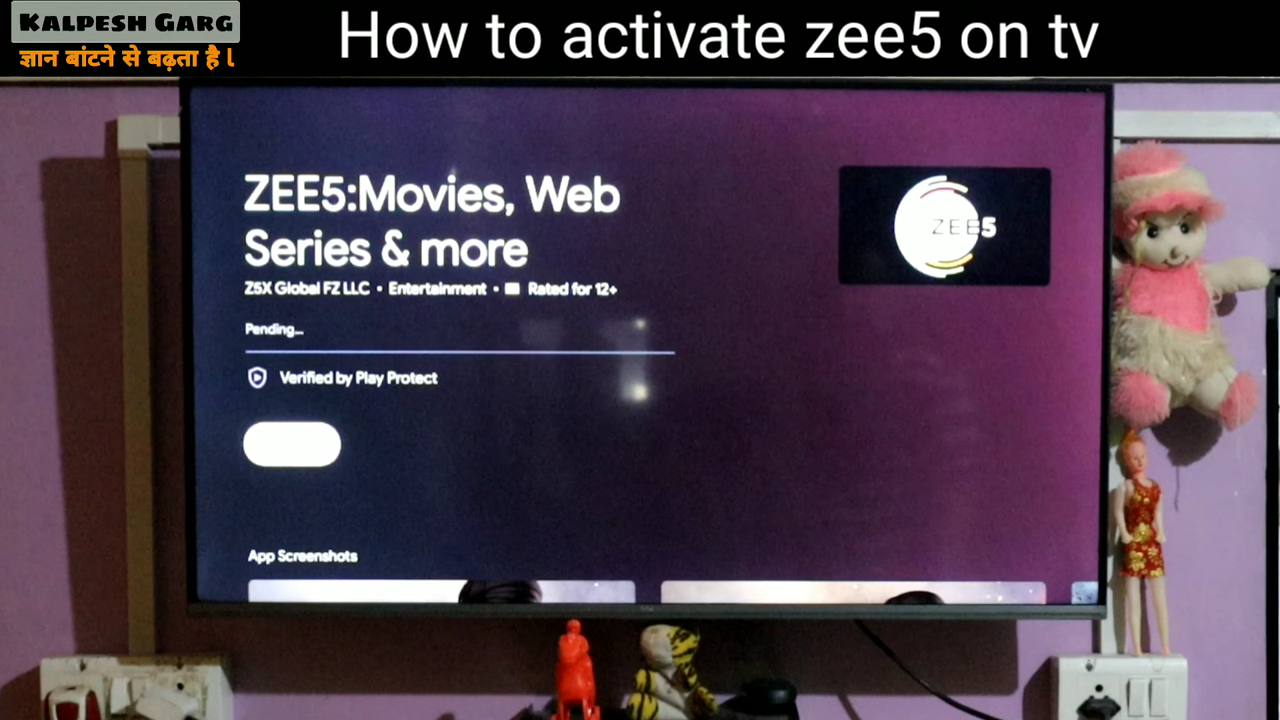 KALPESH GARG
ज्ञान बांटने से बढ़ता है l
How to activate zee5 on tv
ZEE5:Movies, Web
Series & more
Z5X Global FZ LLC • Entertainment • Rated for 12+
Pending...
Verified by Play Protect
App Screenshots
ZEE5